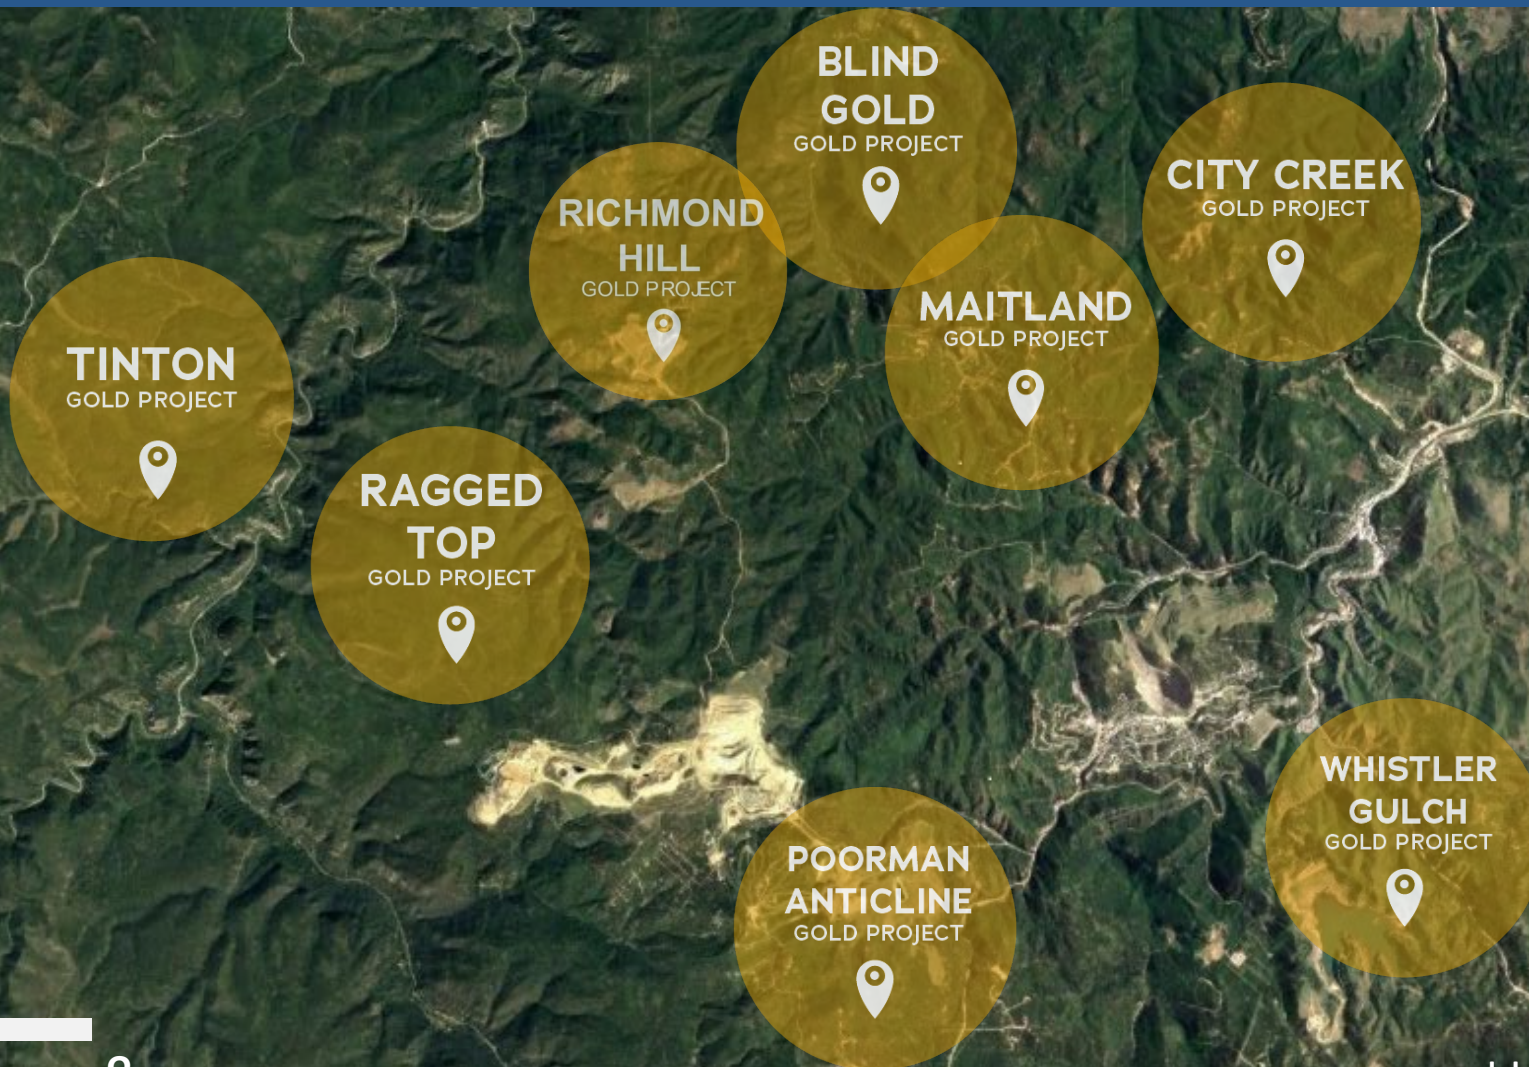 BLIND
GOLD
GOLD PROJECT
CITY CREEK
GOLD PROJECT
RICHMOND
HILL
GOLD PROJECT
MAITLAND
GOLD PROJECT
TINTON
GOLD PROJECT
RAGGED
TOP
GOLD PROJECT
WHISTLER
GULCH
GOLD PROJECT
POORMAN
ANTICLINE
GOLD PROJECT